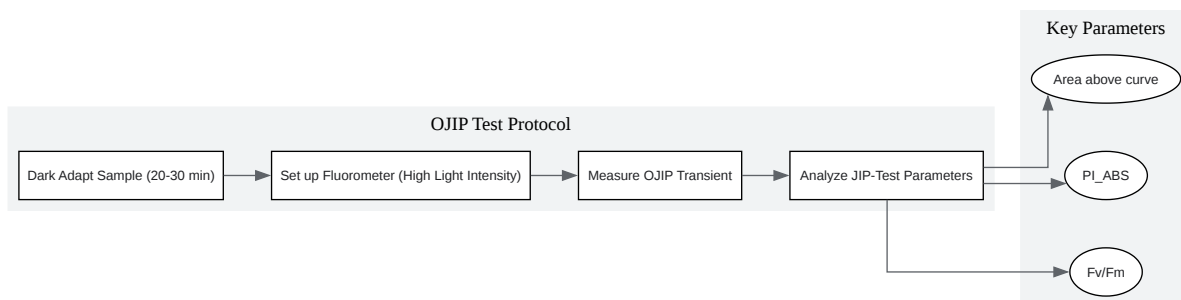 Key Parameters
Area above curve
OJIP Test Protocol
Dark Adapt Sample (20-30 min)
Set up Fluorometer (High Light Intensity)
Measure OJIP Transient
Analyze JIP-Test Parameters
PI_ABS
Fv/Fm